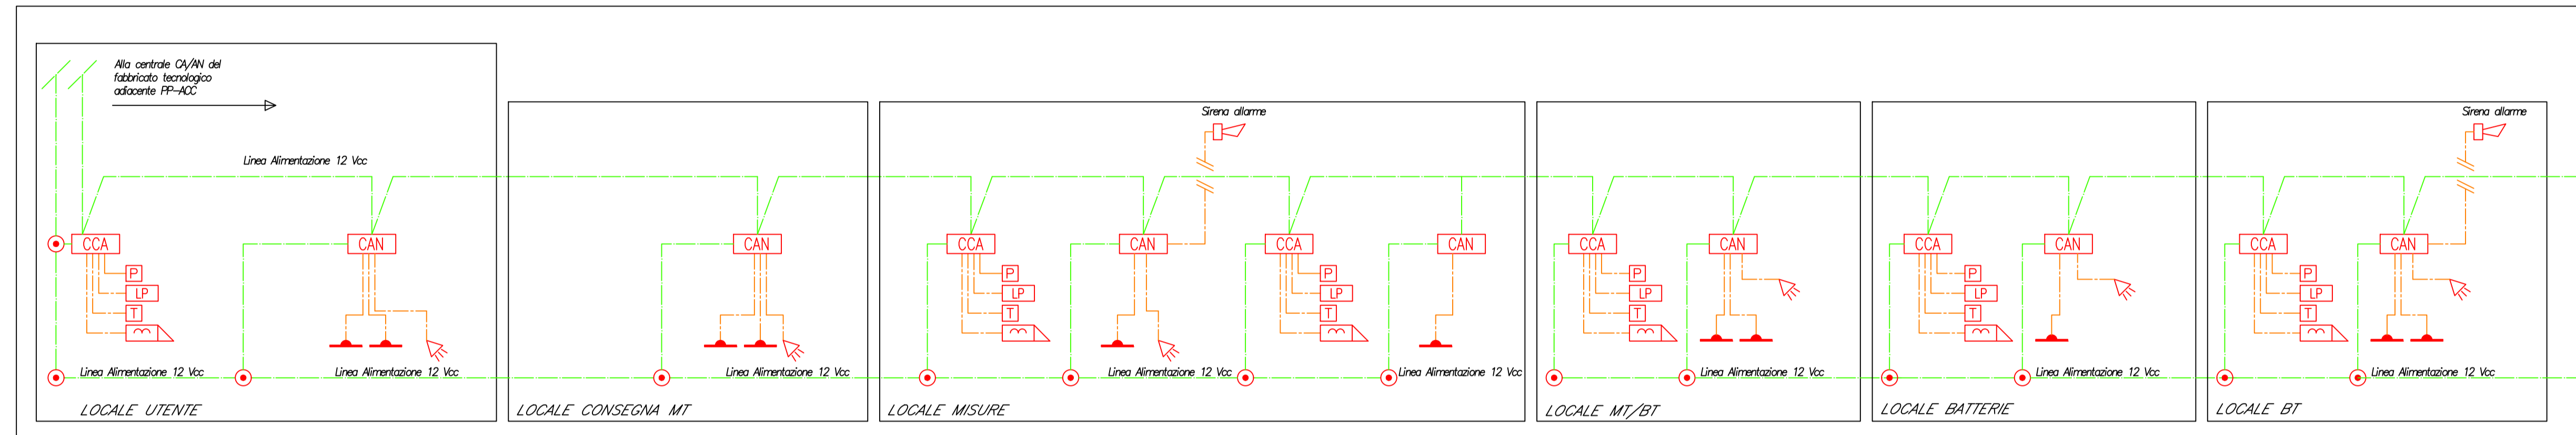 Alla centrale CA/AN del
fabbricato tecnologico
adiacente PP-ACC
Linea Alimentazione 12 Vcc
CCA
CAN
P
LP
T
Linea Alimentazione 12 Vcc
Linea Alimentazione 12 Vcc
LOCALE UTENTE
CAN
Linea Alimentazione 12 Vcc
LOCALE CONSEGNA MT
Sirena allarme
CCA
CAN
CCA
CAN
P
LP
T
P
LP
T
Linea Alimentazione 12 Vcc
Linea Alimentazione 12 Vcc
LOCALE MISURE
CCA
CAN
P
LP
T
Linea Alimentazione 12 Vcc
LOCALE MT/BT
CCA
CAN
P
LP
T
Linea Alimentazione 12 Vcc
LOCALE BATTERIE
Sirena allarme
CCA
CAN
P
LP
T
Linea Alimentazione 12 Vcc
LOCALE BT